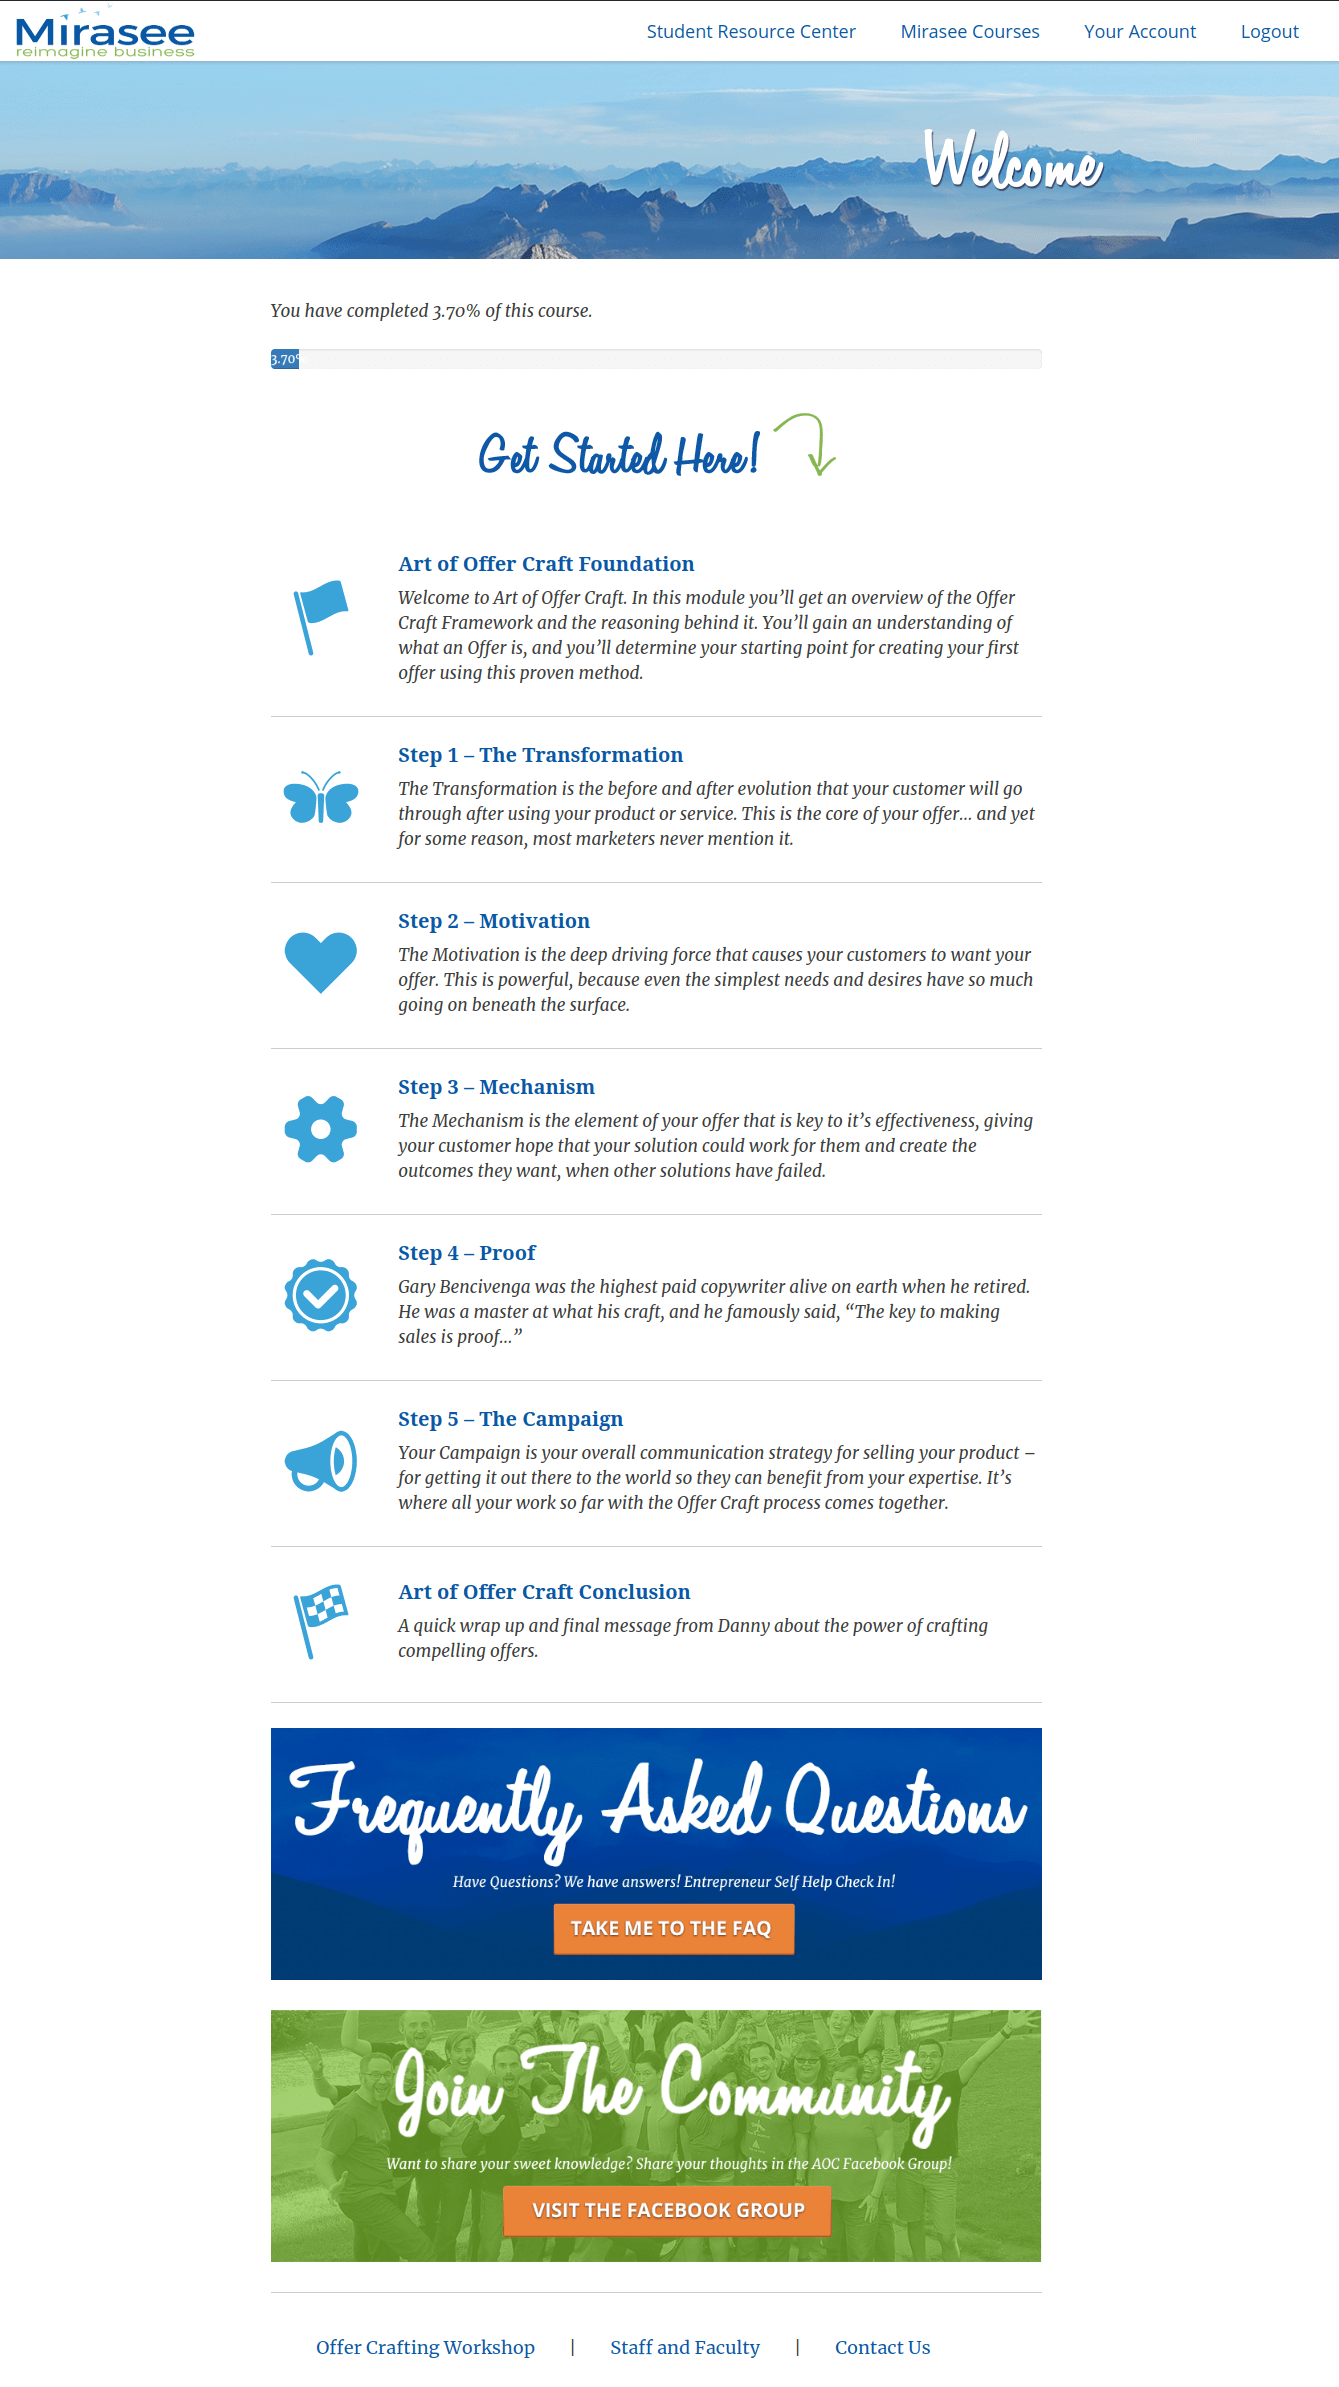 Mirasee
reimagine business
Student Resource Center
Mirasee Courses
Your Account
Logout
Welcome
You have completed 3.70% of this course.
3.70
Get Started Here!
Art of Offer Craft Foundation
Welcome to Art of Offer Craft. In this module you’ll get an overview of the Offer
Craft Framework and the reasoning behind it. You’ll gain an understanding of
what an Offer is, and you’ll determine your starting point for creating your first
offer using this proven method.
Step 1 – The Transformation
The Transformation is the before and after evolution that your customer will go
through after using your product or service. This is the core of your offer... and yet
for some reason, most marketers never mention it.
Step 2 – Motivation
The Motivation is the deep driving force that causes your customers to want your
offer. This is powerful, because even the simplest needs and desires have so much
going on beneath the surface.
Step 3 – Mechanism
The Mechanism is the element of your offer that is key to it’s effectiveness, giving
your customer hope that your solution could work for them and create the
outcomes they want, when other solutions have failed.
Step 4 – Proof
Gary Bencivenga was the highest paid copywriter alive on earth when he retired.
He was a master at what his craft, and he famously said, “The key to making
sales is proof...”
Step 5 – The Campaign
Your Campaign is your overall communication strategy for selling your product –
for getting it out there to the world so they can benefit from your expertise. It’s
where all your work so far with the Offer Craft process comes together.
Art of Offer Craft Conclusion
A quick wrap up and final message from Danny about the power of crafting
compelling offers.
Frequently Asked Questions
Have Questions? We have answers! Entrepreneur Self Help Check In!
TAKE ME TO THE FAQ
Join The Community
Want to share your sweet knowledge? Share your thoughts in the AOC Facebook Group!
VISIT THE FACEBOOK GROUP
Offer Crafting Workshop | Staff and Faculty | Contact Us